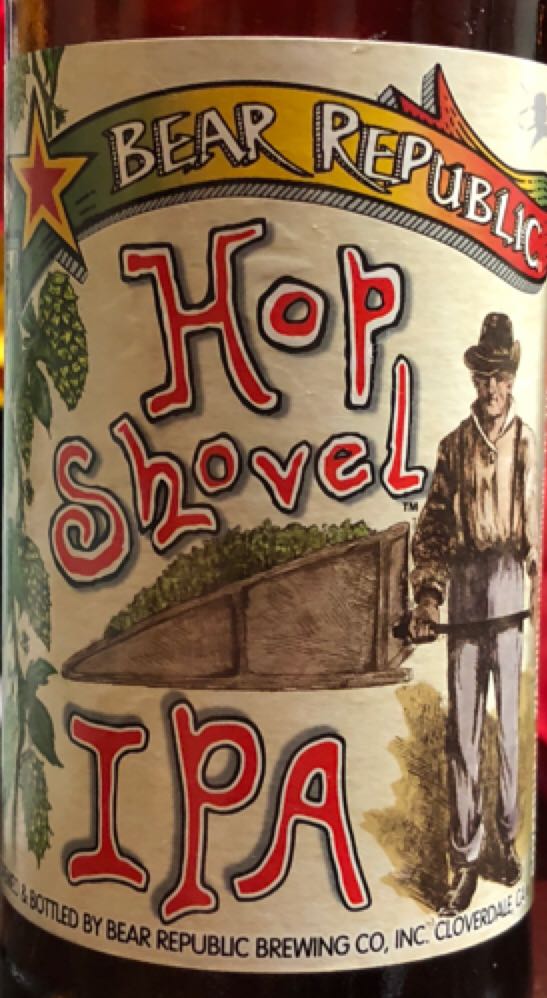 BEAR REPUBLIC
Hop
Shovel
TM
IPA
& BOTTLED BY BEAR REPUBLIC BREWING CO, INC. CLOVERDALE, CA